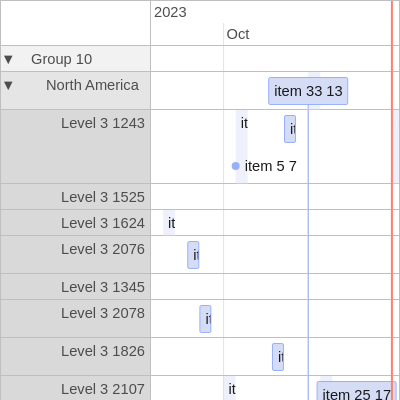 2023
Oct
▼ Group 10
▼ North America
item 33 13
Level 3 1243
it
it
item 5 7
Level 3 1525
Level 3 1624
it
Level 3 2076
it
Level 3 1345
Level 3 2078
it
Level 3 1826
it
Level 3 2107
it
item 25 17